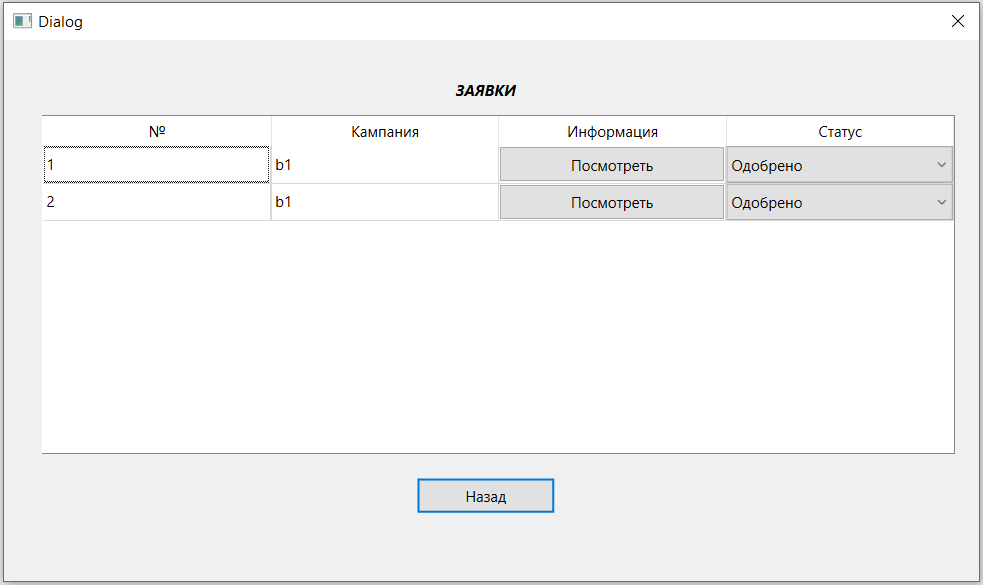 Dialog
ЗАЯВКИ
№ Кампания Информация Статус
1 b1 Посмотреть Одобрено
2 b1 Посмотреть Одобрено
Назад